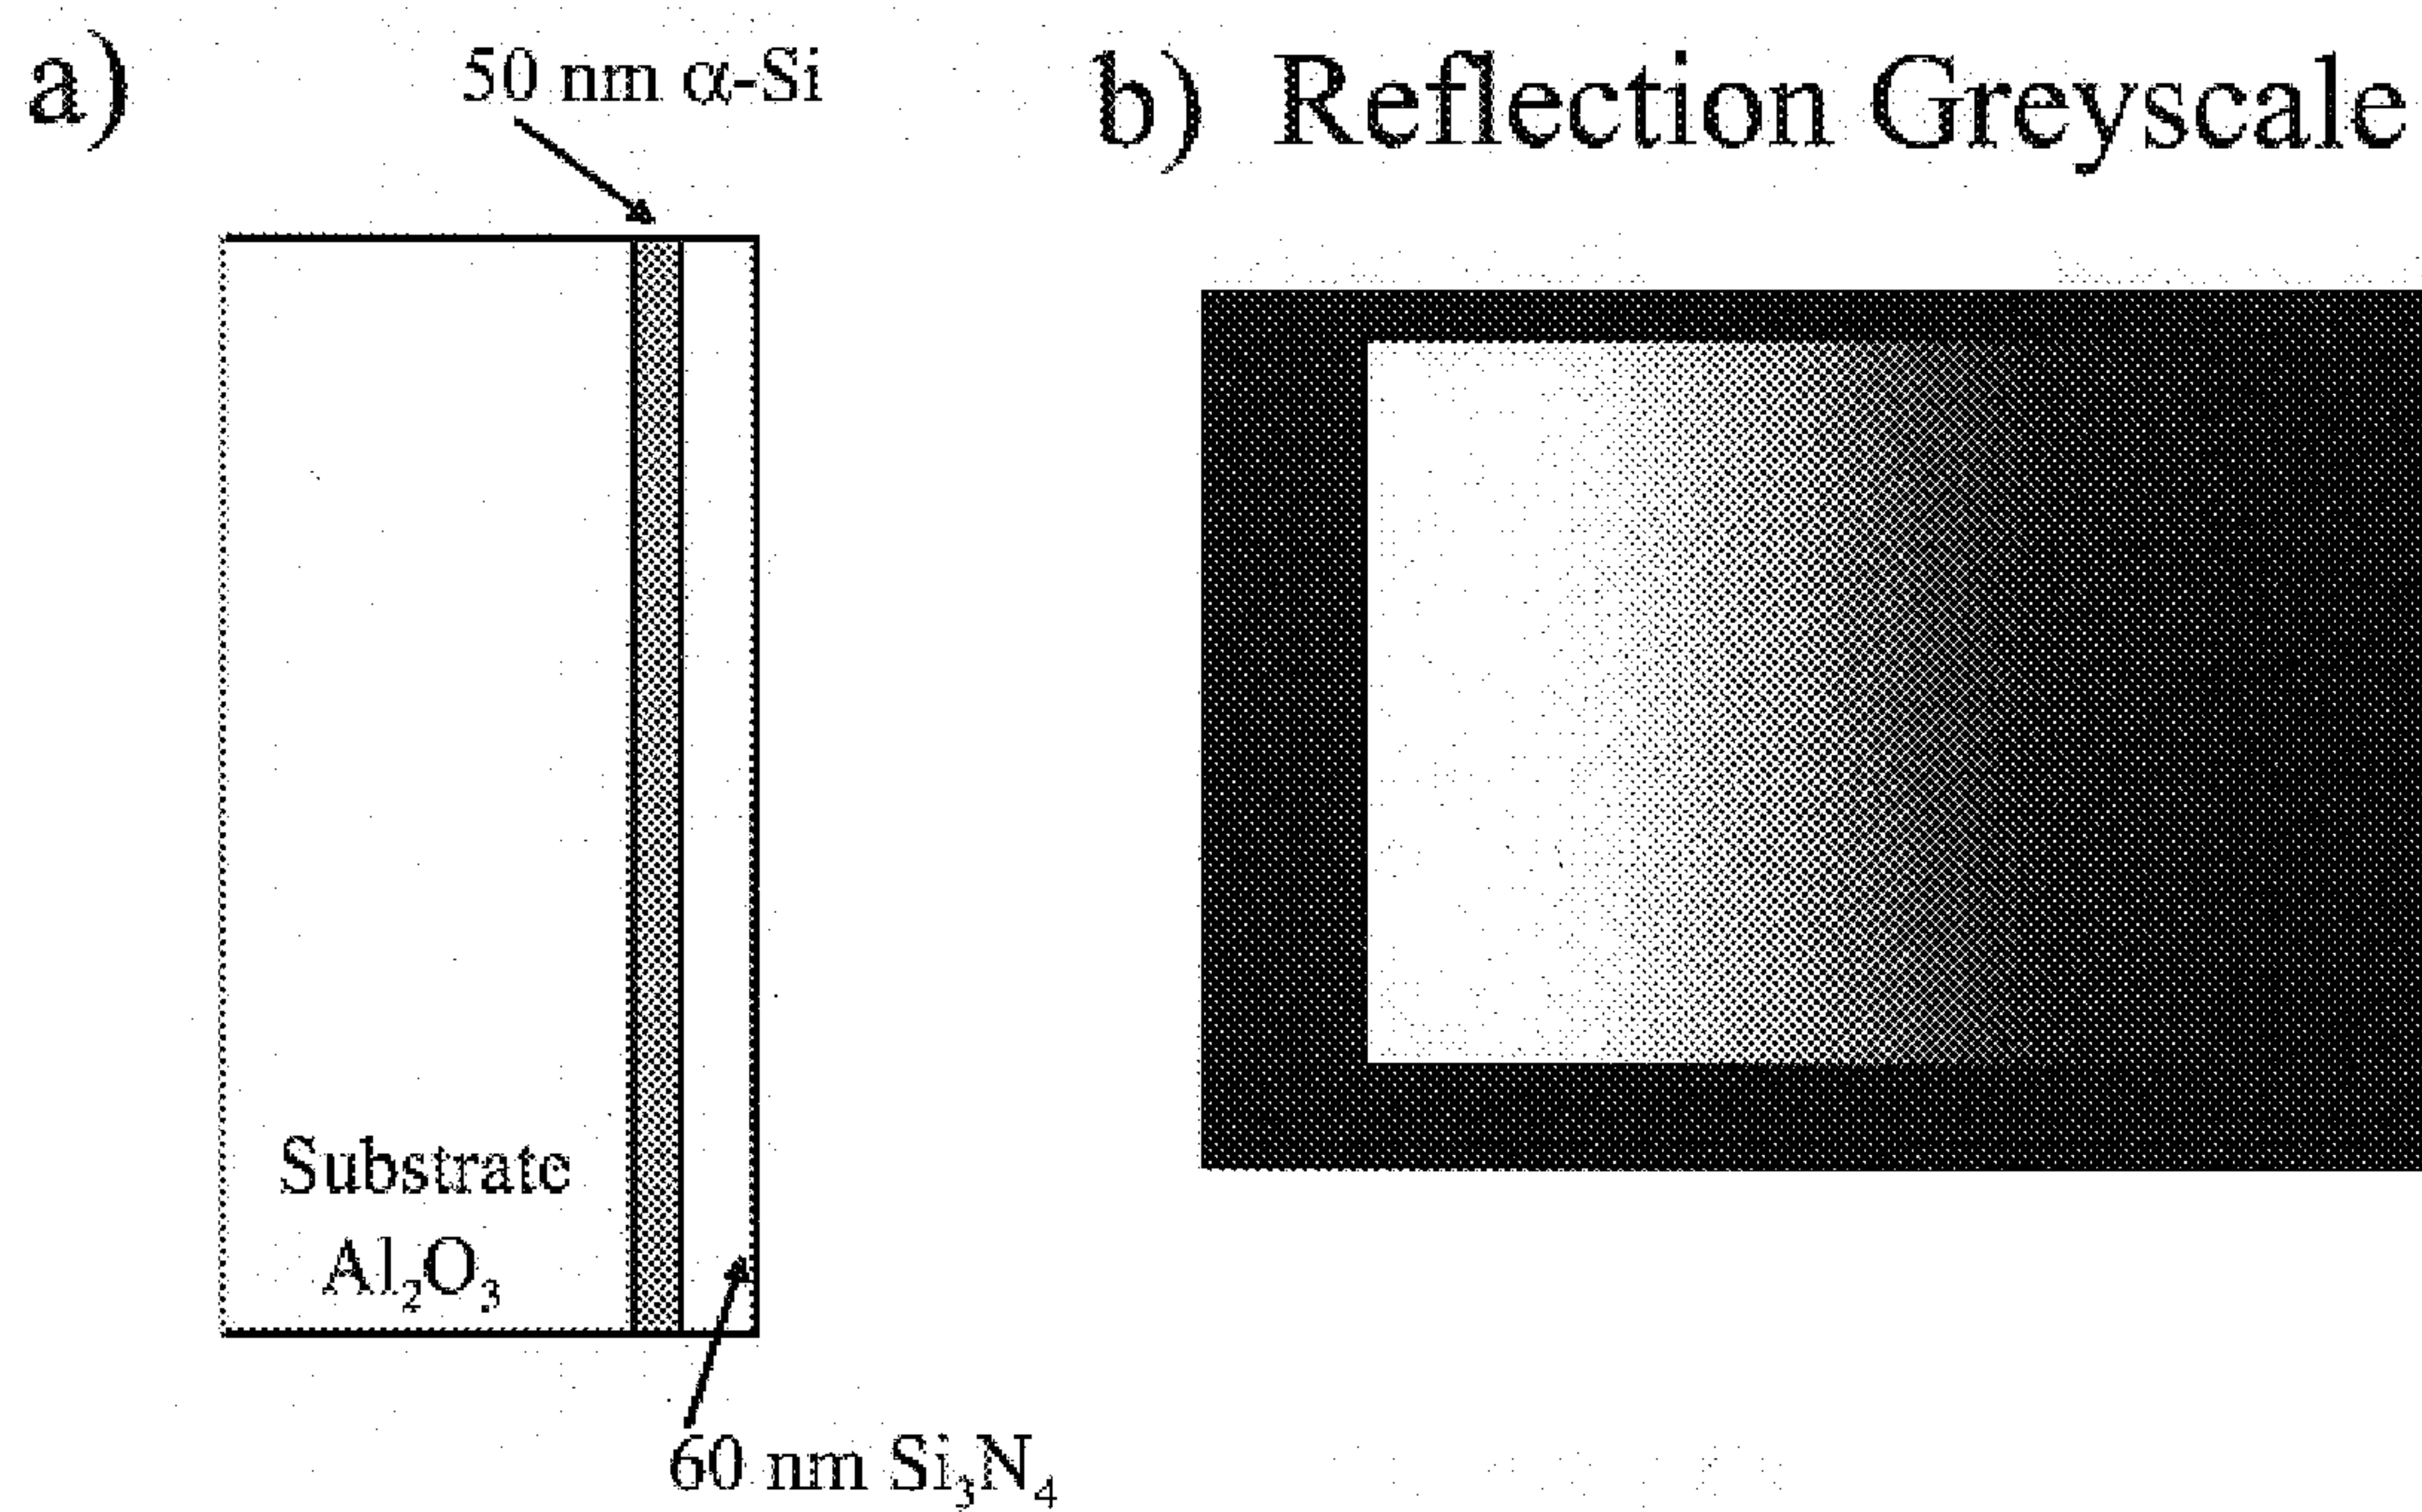 a)
50 nm α-Si
Substrate
Al₂O₃
60 nm Si₃N₄
b) Reflection Greyscale